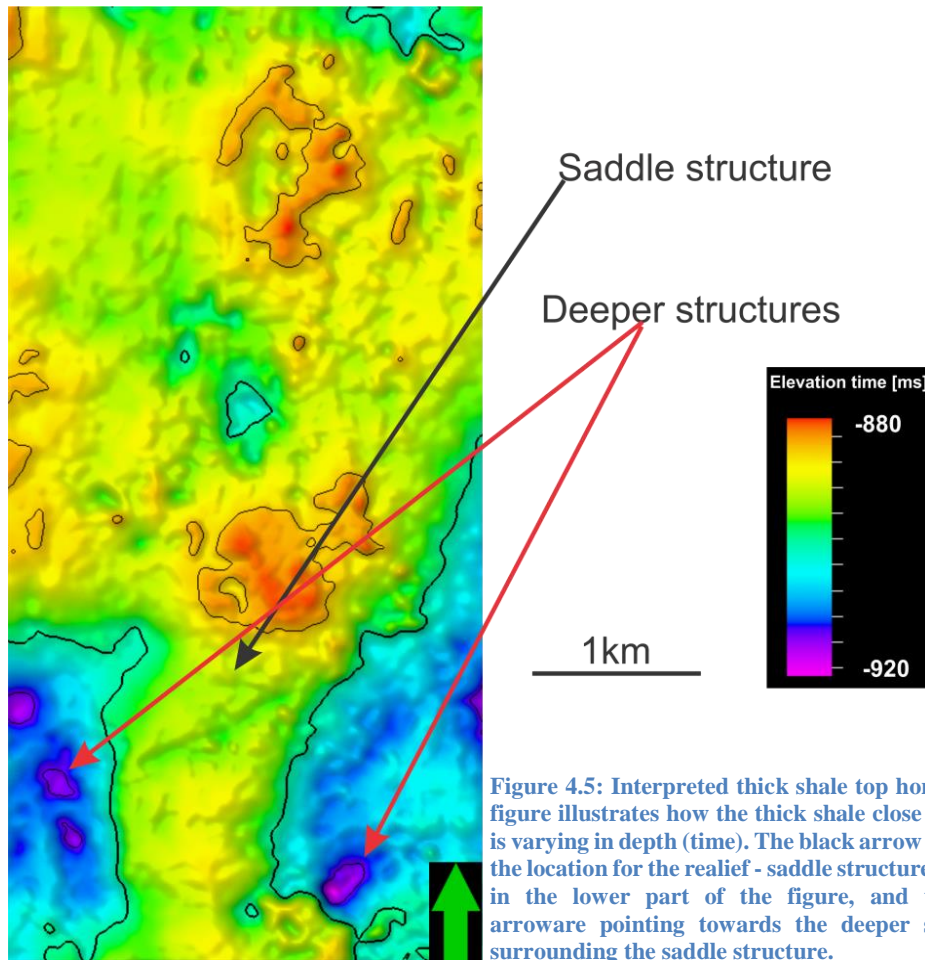 Saddle structure
Deeper structures
Elevation time [ms]
-880
-920
1km
Figure 4.5: Interpreted thick shale top
figure illustrates how the thick shale close
is varying in depth (time). The black arrow
the location for the realief - saddle structure
in the lower part of the figure, and
arroware pointing towards the deeper
surrounding the saddle structure.